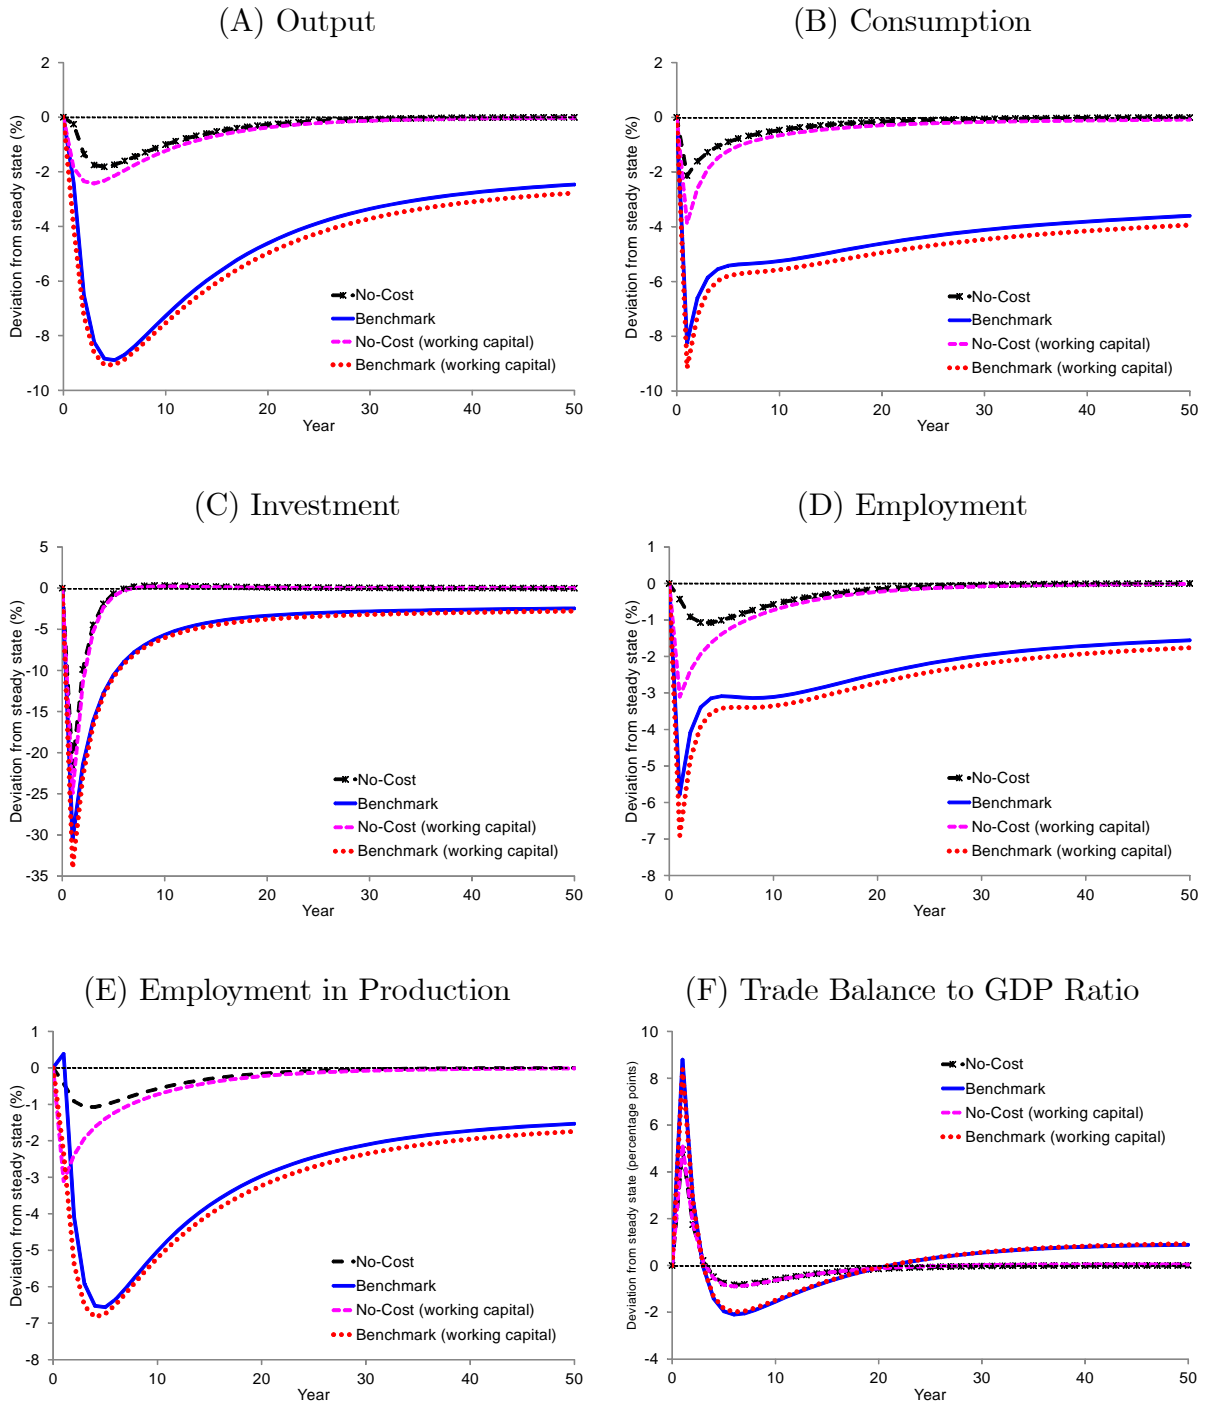 (A) Output
Deviation from steady state (%)
2
0
-2
-4
-6
-8
-10
0
10
20
30
40
50
Year
No-Cost
Benchmark
No-Cost (working capital)
Benchmark (working capital)
(B) Consumption
Deviation from steady state (%)
2
0
-2
-4
-6
-8
-10
0
10
20
30
40
50
Year
No-Cost
Benchmark
No-Cost (working capital)
Benchmark (working capital)
(C) Investment
Deviation from steady state (%)
5
0
-5
-10
-15
-20
-25
-30
-35
0
10
20
30
40
50
Year
No-Cost
Benchmark
No-Cost (working capital)
Benchmark (working capital)
(D) Employment
Deviation from steady state (%)
1
0
-1
-2
-3
-4
-5
-6
-7
-8
0
10
20
30
40
50
Year
No-Cost
Benchmark
No-Cost (working capital)
Benchmark (working capital)
(E) Employment in Production
Deviation from steady state (%)
1
0
-1
-2
-3
-4
-5
-6
-7
-8
0
10
20
30
40
50
Year
No-Cost
Benchmark
No-Cost (working capital)
Benchmark (working capital)
(F) Trade Balance to GDP Ratio
Deviation from steady state (percentage points)
10
8
6
4
2
0
-2
-4
0
10
20
30
40
50
Year
No-Cost
Benchmark
No-Cost (working capital)
Benchmark (working capital)